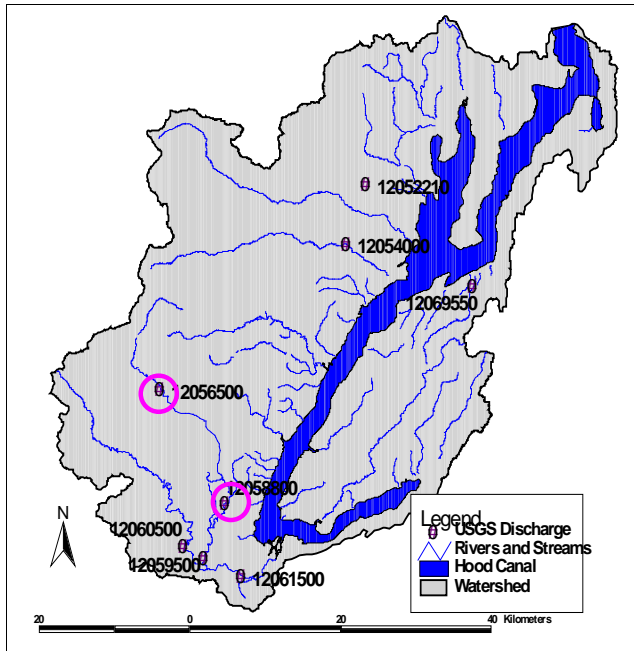 12052210
12054000
12069550
12056500
12058800
12060500
12059500
12061500
N
Legend
USGS Discharge
Rivers and Streams
Hood Canal
Watershed
20 0 20 40 Kilometers